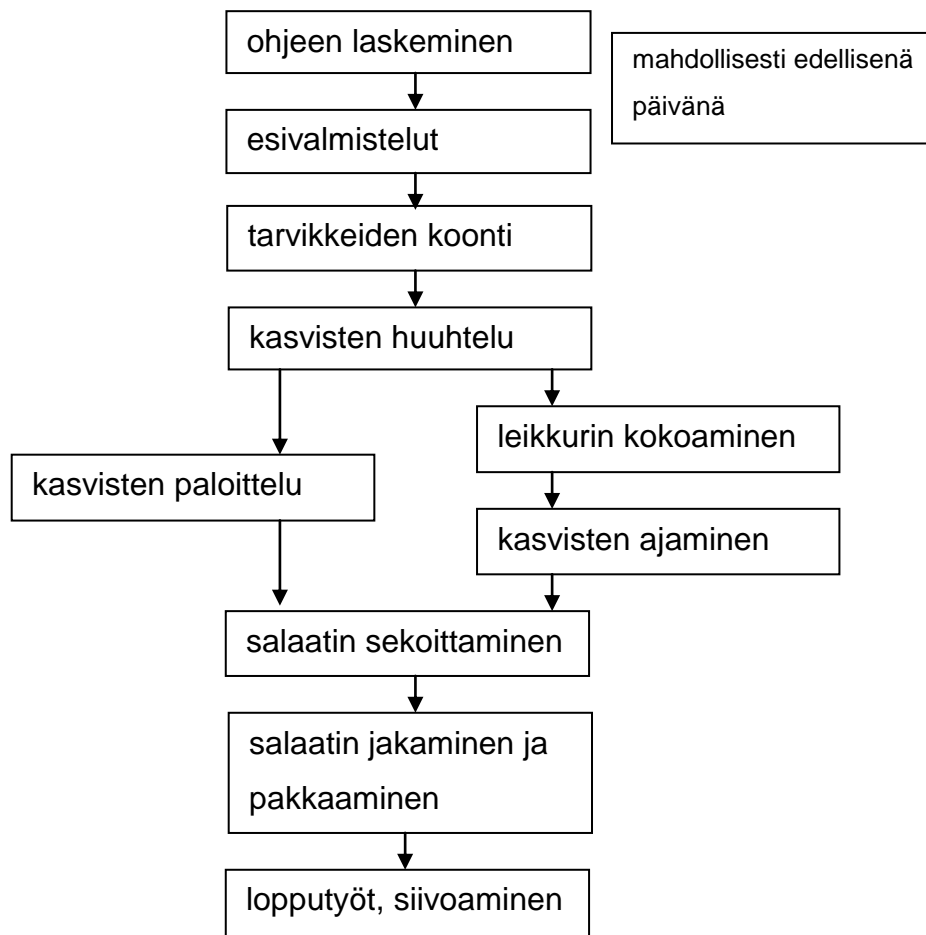 ohjeen laskeminen
mahdollisesti edellisenä
päivänä
esivalmistelut
tarvikkeiden koonti
kasvisten huuhtelu
leikkurin kokoaminen
kasvisten paloittelu
kasvisten ajaminen
salaatin sekoittaminen
salaatin jakaminen ja
pakkaaminen
lopputyöt, siivoaminen